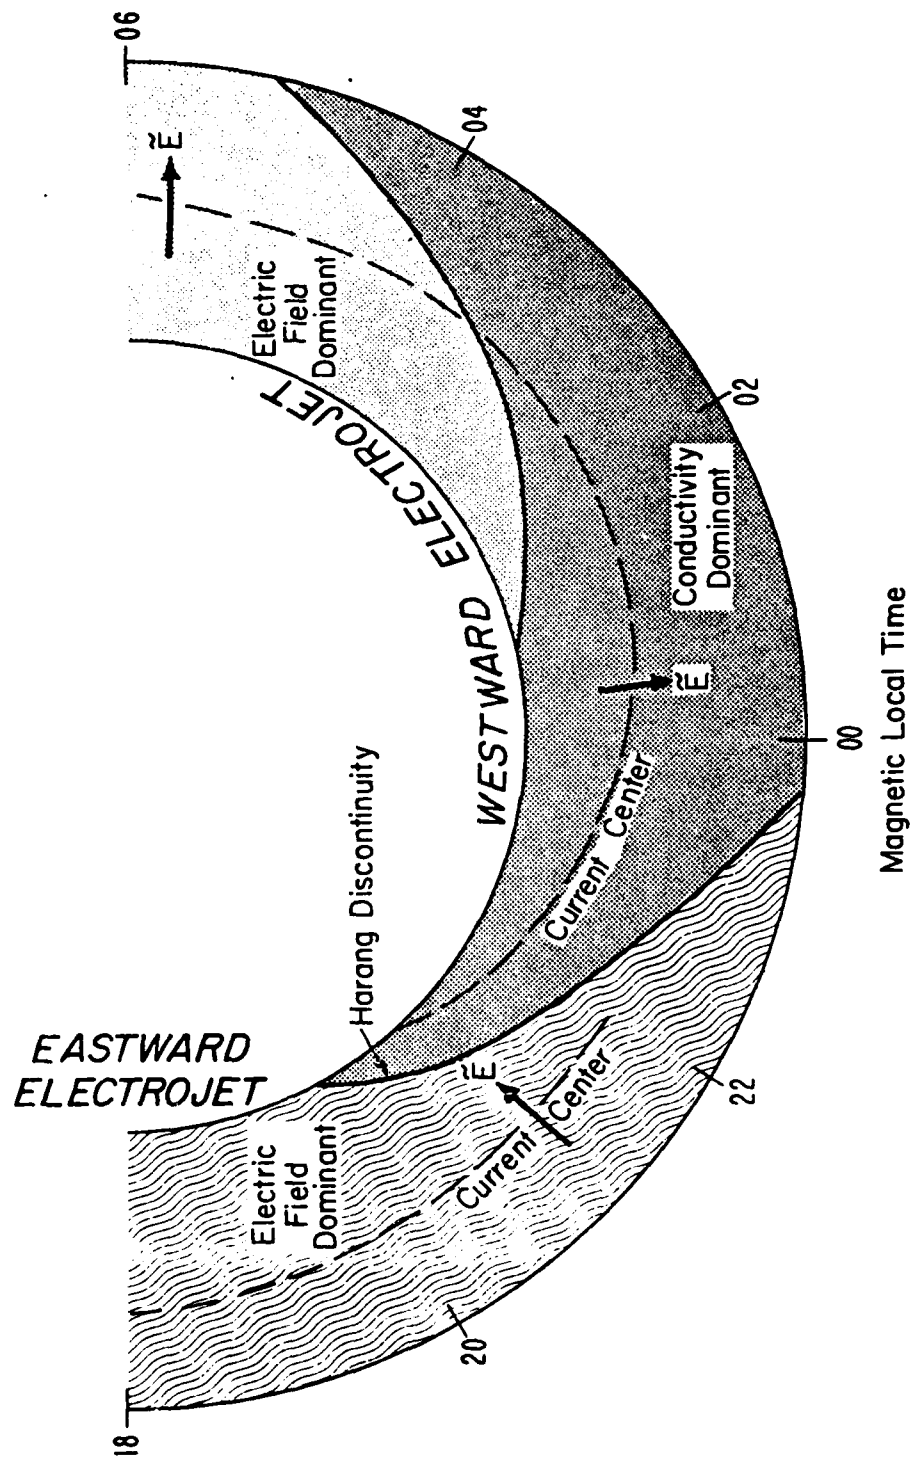 EASTWARD
ELECTROJET
18
06
Electric
Field
Dominant
Harang Discontinuity
WESTWARD ELECTROJET
Electric
Field
Dominant
Ẽ
Ẽ
Current Center
Current Center
Ẽ
Conductivity
Dominant
20
22
00
02
04
Magnetic Local Time